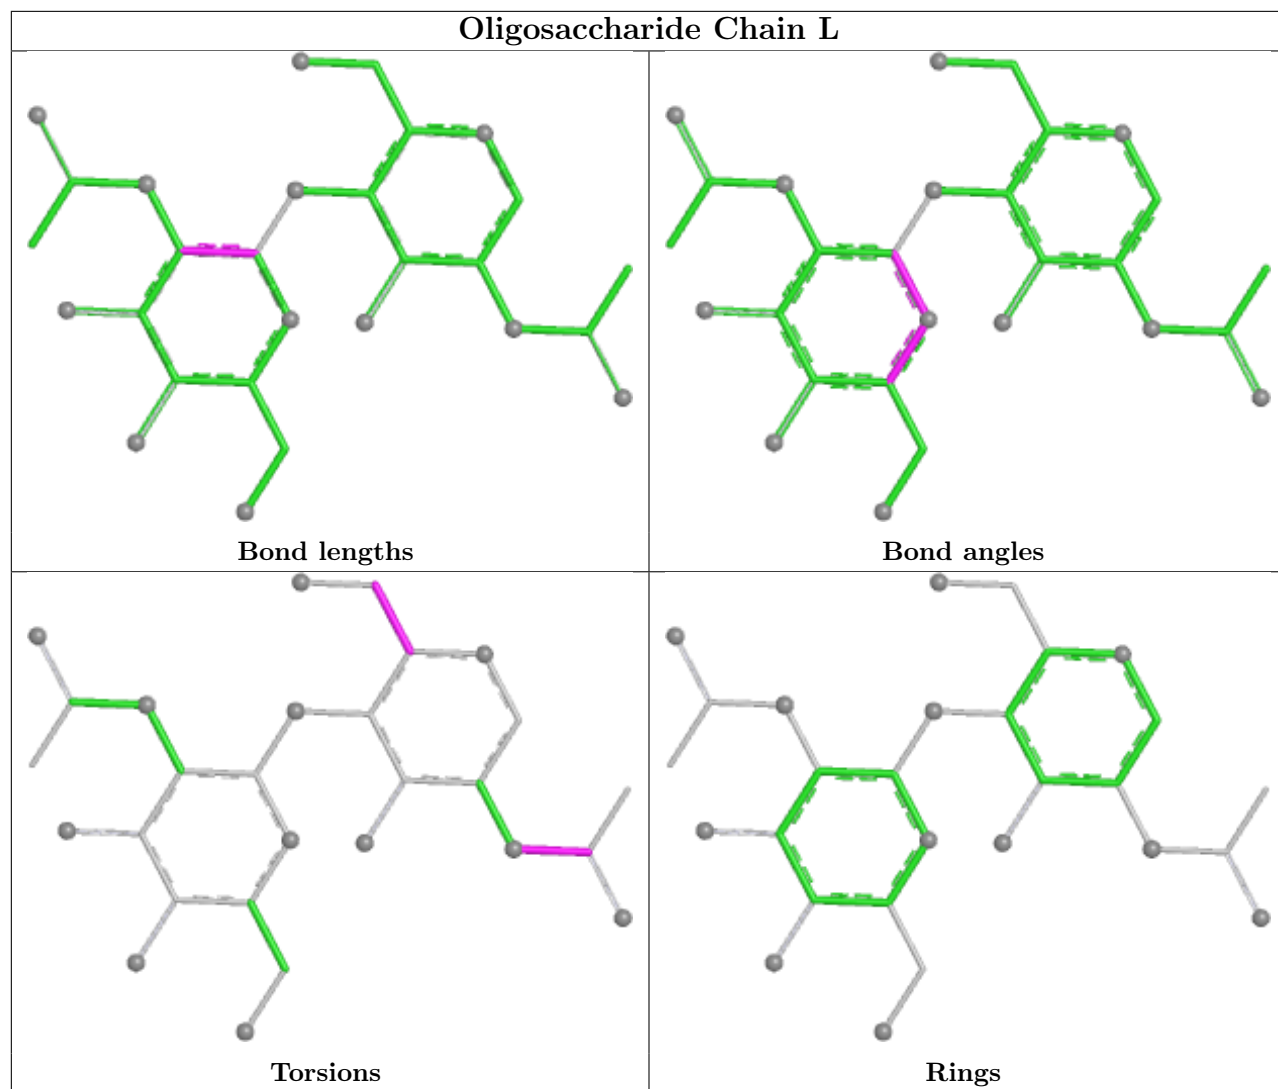 Oligosaccharide Chain L
Bond lengths
Bond angles
Torsions
Rings